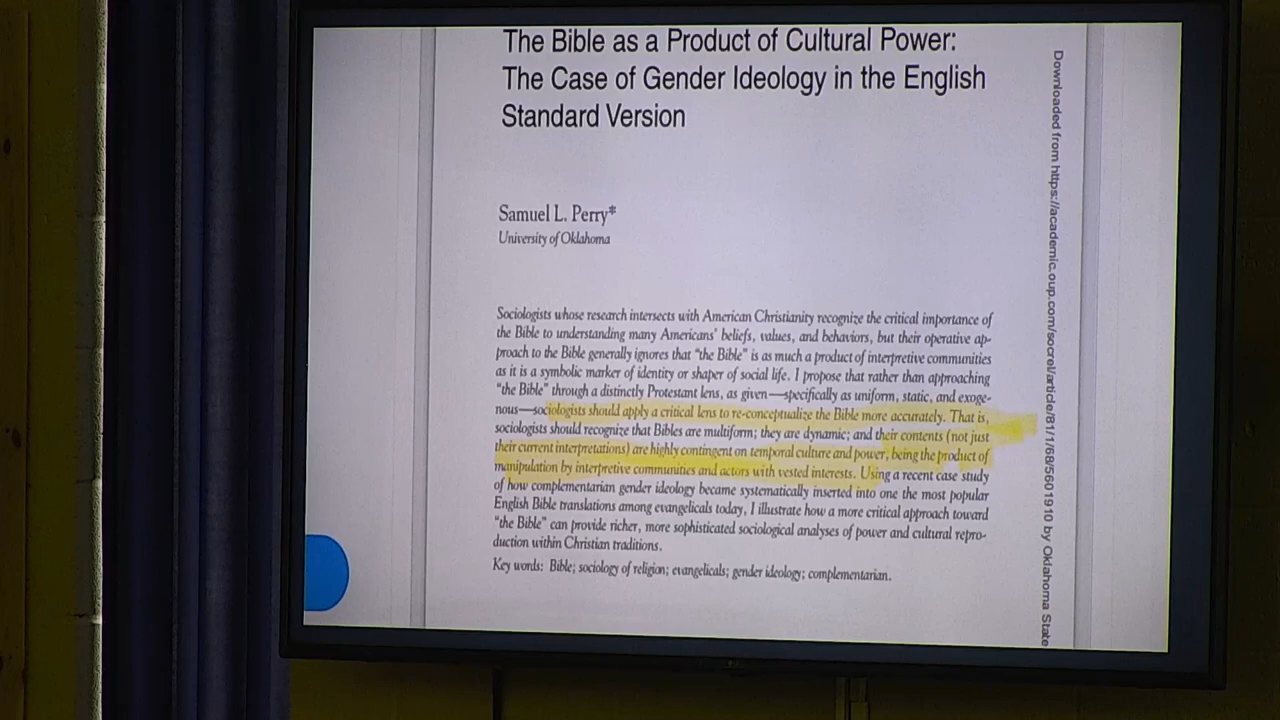 The Bible as a Product of Cultural Power:
The Case of Gender Ideology in the English
Standard Version
Samuel L. Perry*
University of Oklahoma
Sociologists whose research intersects with American Christianity recognize the critical importance of
the Bible to understanding many Americans' beliefs, values, and behaviors, but their operative ap-
proach to the Bible generally ignores that "the Bible" is as much a product of interpretive communities
as it is a symbolic marker of identity or shaper of social life. I propose that rather than approaching
"the Bible" through a distinctly Protestant lens, as given—specifically as uniform, static, and exoge-
nous—sociologists should apply a critical lens to re-conceptualize the Bible more accurately. That is,
sociologists should recognize that Bibles are multiform; they are dynamic; and their contents (not just
their current interpretations) are highly contingent on temporal culture and power, being the product of
manipulation by interpretive communities and actors with vested interests. Using a recent case study
of how complementarian gender ideology became systematically inserted into one the most popular
English Bible translations among evangelicals today, I illustrate how a more critical approach toward
"the Bible" can provide richer, more sophisticated sociological analyses of power and cultural repro-
duction within Christian traditions.
Key words: Bible; sociology of religion; evangelicals; gender ideology; complementarian.
Downloaded from https://academic.oup.com/socrel/article/81/1/68/5601910 by Oklahoma State